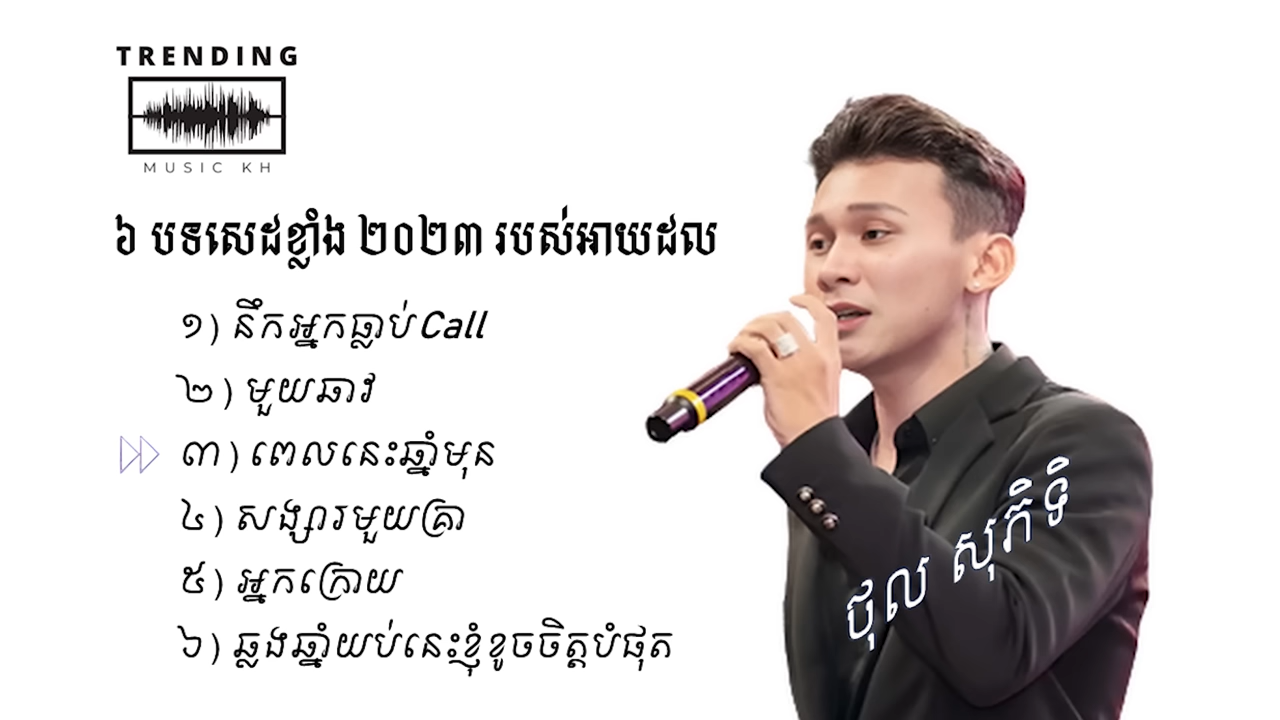 TRENDING
MUSIC KH
៦ បទសេដខ្លាំង ២០២៣ របស់អាយដល
១ ) នឹកអ្នកធ្លាប់Call
២ ) មួយឆាវ
៣ ) ពេលនេះឆ្នាំមុន
៤ ) សង្សារមួយគ្រា
៥ ) អ្នកក្រោយ
៦ ) ឆ្លងឆ្នាំយប់នេះខ្ញុំខូចចិត្តបំផុត
ថុល សុភិទិ